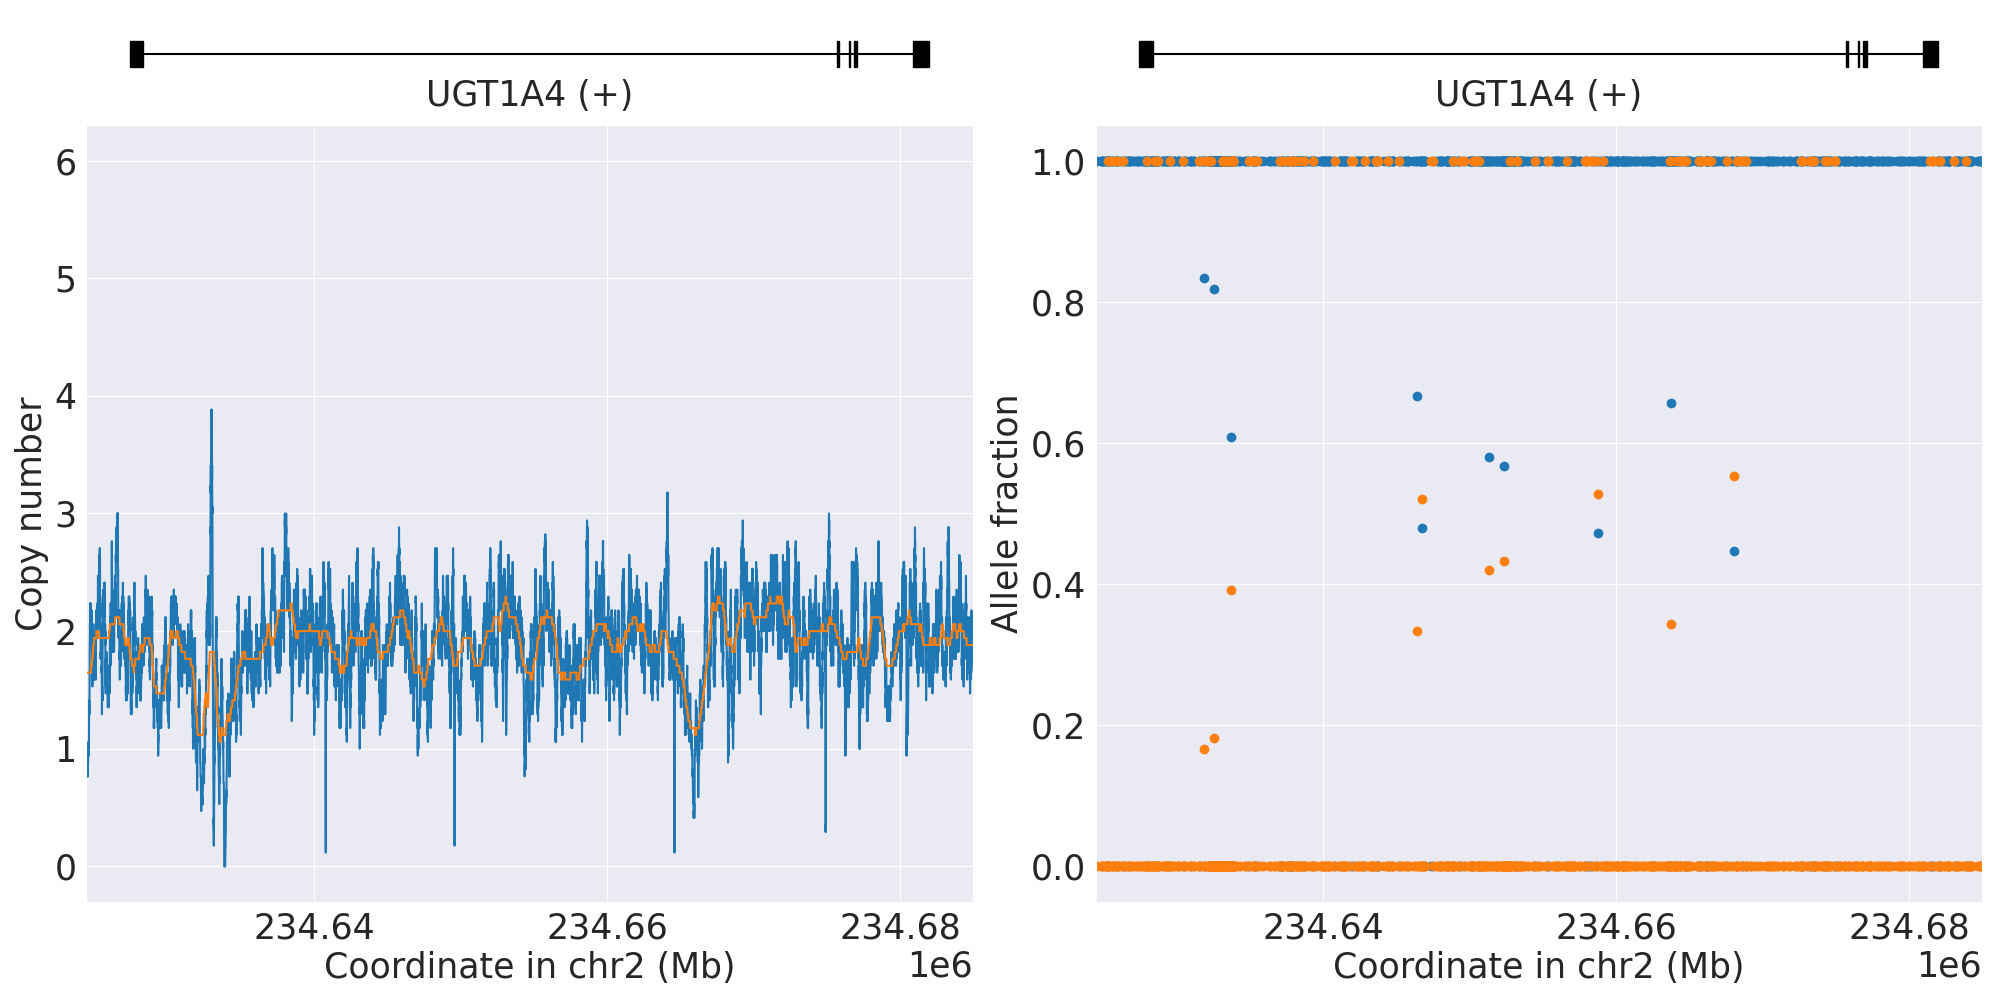 UGT1A4 (+)
6
5
4
3
2
1
0
Copy number
234.64
234.66
234.68
Coordinate in chr2 (Mb)
1e6
UGT1A4 (+)
1.0
0.8
0.6
0.4
0.2
0.0
Allele fraction
234.64
234.66
234.68
Coordinate in chr2 (Mb)
1e6